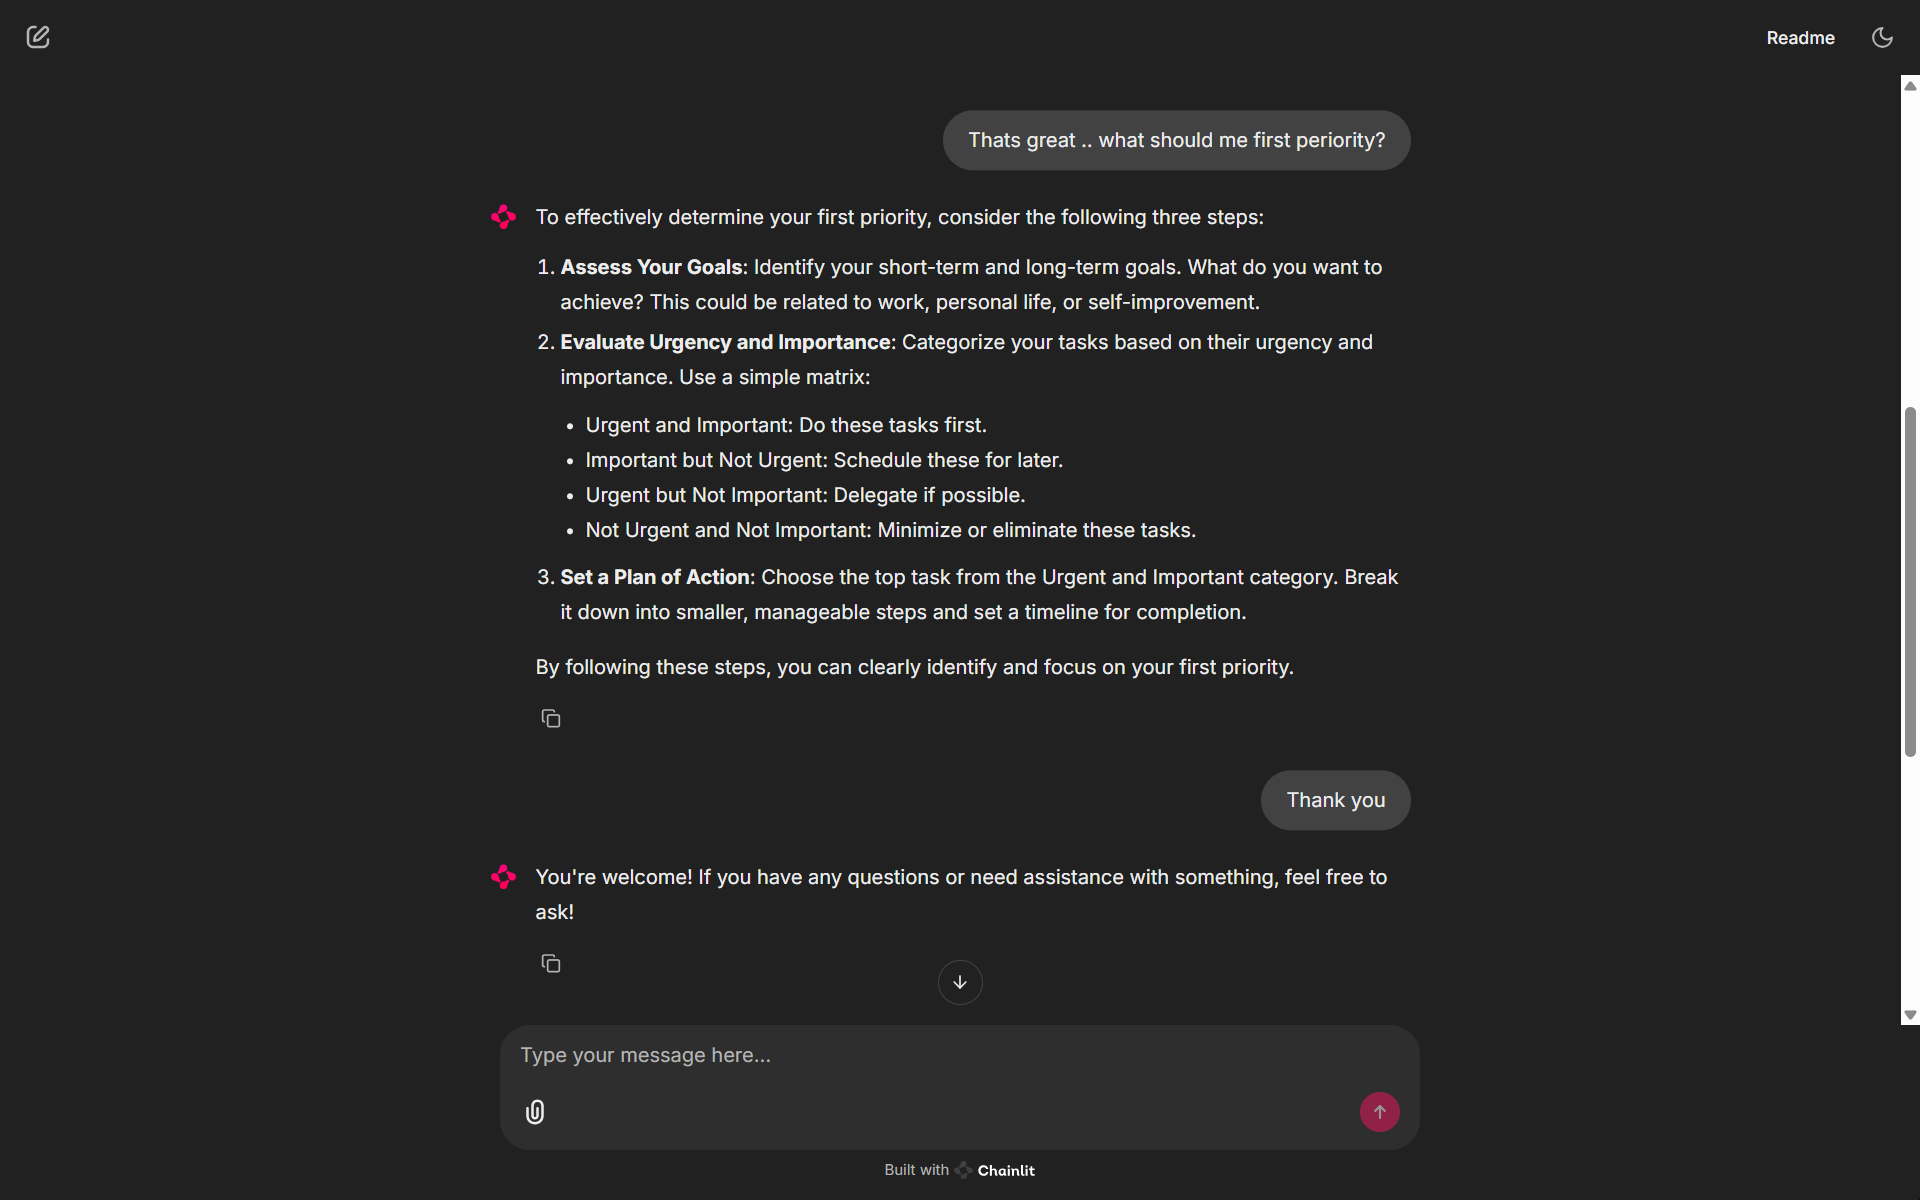 Readme
Thats great .. what should me first periority?
To effectively determine your first priority, consider the following three steps:
1. Assess Your Goals: Identify your short-term and long-term goals. What do you want to
achieve? This could be related to work, personal life, or self-improvement.
2. Evaluate Urgency and Importance: Categorize your tasks based on their urgency and
importance. Use a simple matrix:
• Urgent and Important: Do these tasks first.
• Important but Not Urgent: Schedule these for later.
• Urgent but Not Important: Delegate if possible.
• Not Urgent and Not Important: Minimize or eliminate these tasks.
3. Set a Plan of Action: Choose the top task from the Urgent and Important category. Break
it down into smaller, manageable steps and set a timeline for completion.
By following these steps, you can clearly identify and focus on your first priority.
Thank you
You're welcome! If you have any questions or need assistance with something, feel free to
ask!
Type your message here...
Built with Chainlit